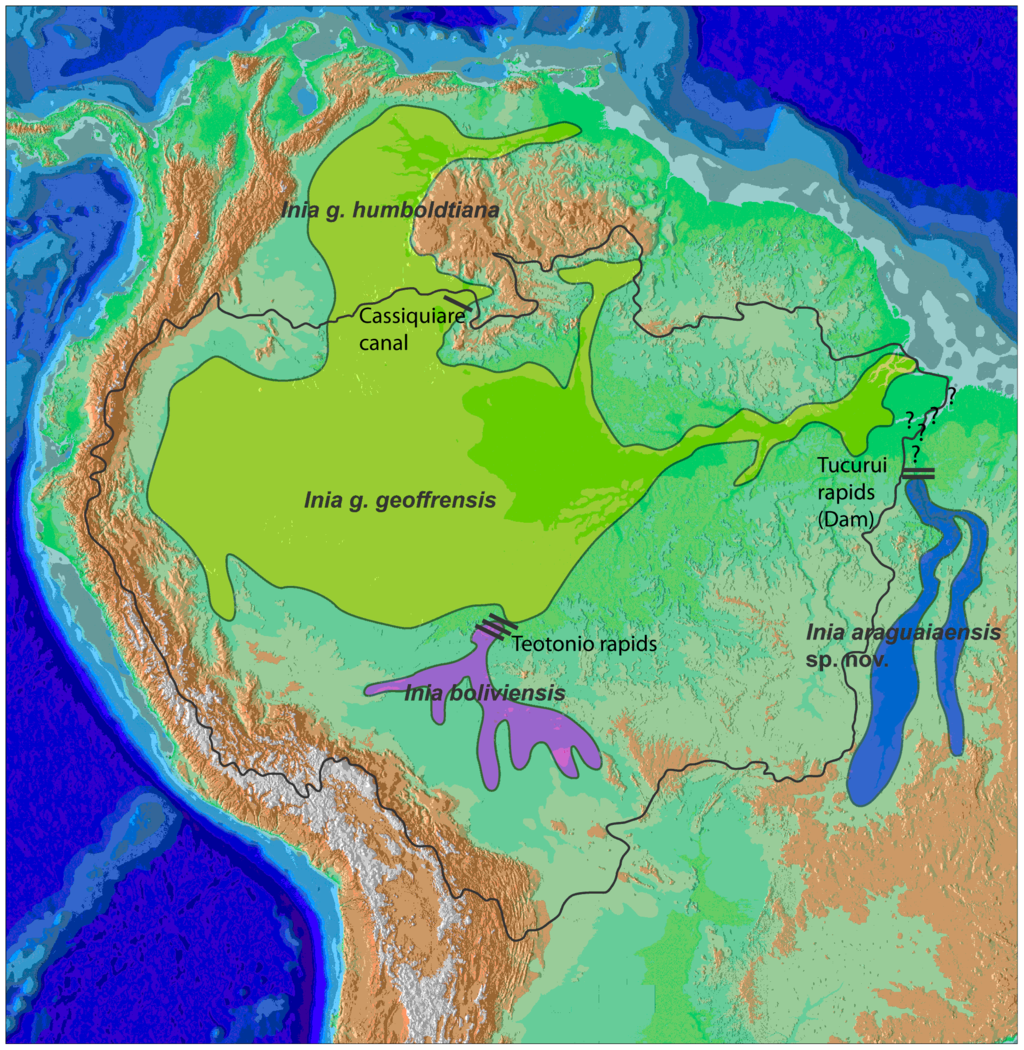 Inia g. humboldtiana
Cassiquiare
canal
?
?
?
?
?
Inia g. geoffrensis
Tucurui
rapids
(Dam)
Inia araguaiaensis
sp. nov.
Teotonio rapids
Inia boliviensis